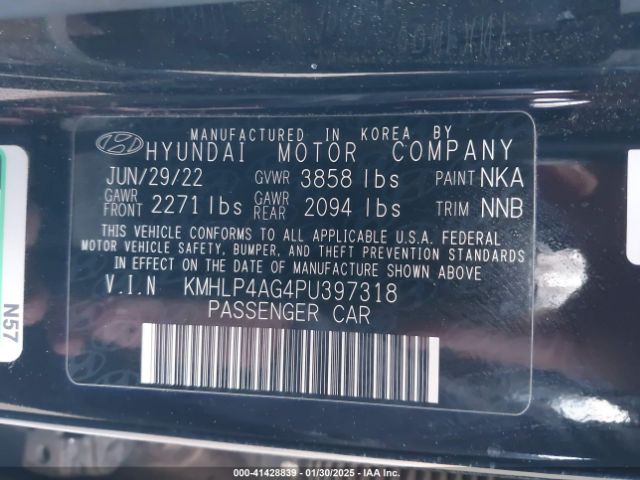 MANUFACTURED IN KOREA BY
HYUNDAI MOTOR COMPANY
JUN/29/22 GVWR 3858 lbs PAINT NKA
GAWR FRONT 2271 lbs GAWR REAR 2094 lbs TRIM NNB
THIS VEHICLE CONFORMS TO ALL APPLICABLE U.S.A. FEDERAL
MOTOR VEHICLE SAFETY, BUMPER, AND THEFT PREVENTION STANDARDS
IN EFFECT ON THE DATE OF MANUFACTURE SHOWN ABOVE.
V.I.N KMHLP4AG4PU397318
PASSENGER CAR
N57
000-41428839 - 01/30/2025 - IAA Inc.